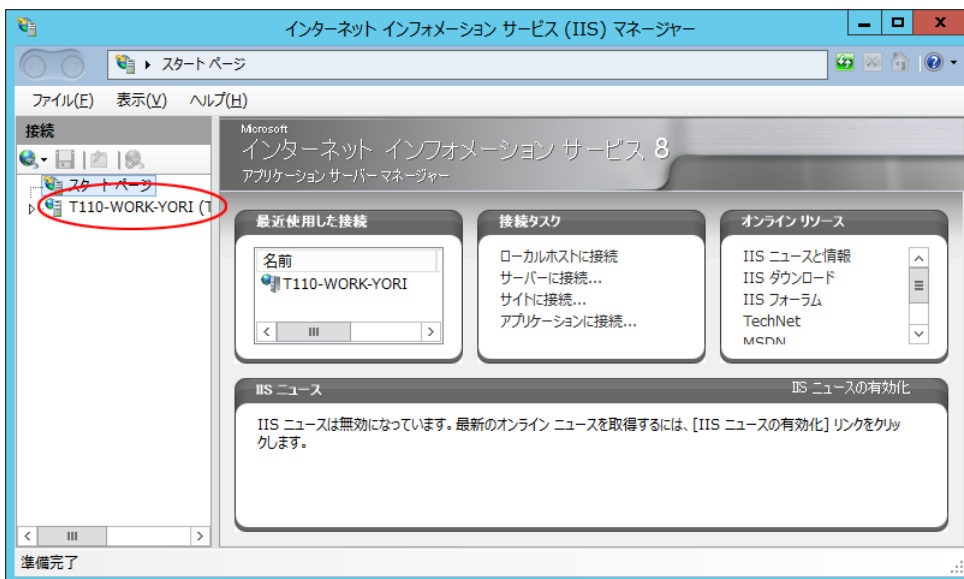 インターネット インフォメーション サービス (IIS) マネージャー
スタート ページ
ファイル(F) 表示(V) ヘルプ(H)
接続
スタート ページ
T110-WORK-YORI (T
Microsoft
インターネット インフォメーション サービス 8
アプリケーション サーバー マネージャー
最近使用した接続
名前
T110-WORK-YORI
接続タスク
ローカルホストに接続
サーバーに接続...
サイトに接続...
アプリケーションに接続...
オンライン リソース
IIS ニュースと情報
IIS ダウンロード
IIS フォーラム
TechNet
MSDN
IIS ニュース
IIS ニュースの有効化
IIS ニュースは無効になっています。最新のオンライン ニュースを取得するには、[IIS ニュースの有効化] リンクをクリッ
クします。
準備完了